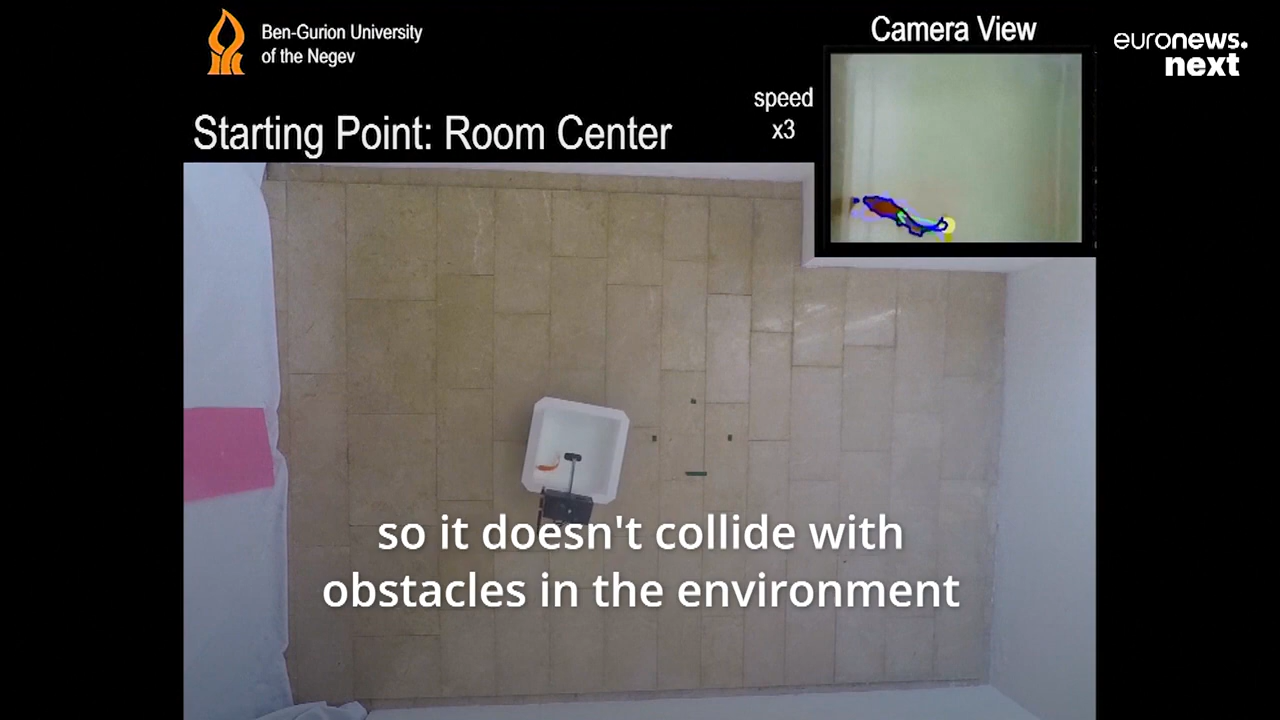 Ben-Gurion University
of the Negev
Camera View
euronews.
next
speed
x3
Starting Point: Room Center
so it doesn't collide with
obstacles in the environment